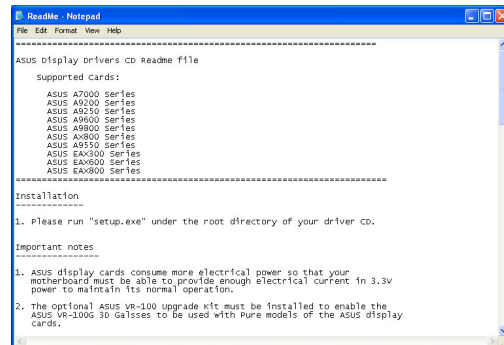 ReadMe - Notepad
File Edit Format View Help
======================================================================
ASUS Display Drivers CD Readme file
Supported Cards:
ASUS A7000 Series
ASUS A9200 Series
ASUS A9250 Series
ASUS A9600 Series
ASUS A9800 Series
ASUS AX800 Series
ASUS A9550 Series
ASUS EAX300 Series
ASUS EAX600 Series
ASUS EAX800 Series
========================================================================
Installation
-------------
1. Please run "setup.exe" under the root directory of your driver CD.
Important notes
----------------
1. ASUS display cards consume more electrical power so that your
motherboard must be able to provide enough electrical current in 3.3V
power to maintain its normal operation.
2. The optional ASUS VR-100 Upgrade Kit must be installed to enable the
ASUS VR-100G 3D Galsses to be used with Pure models of the ASUS display
cards.